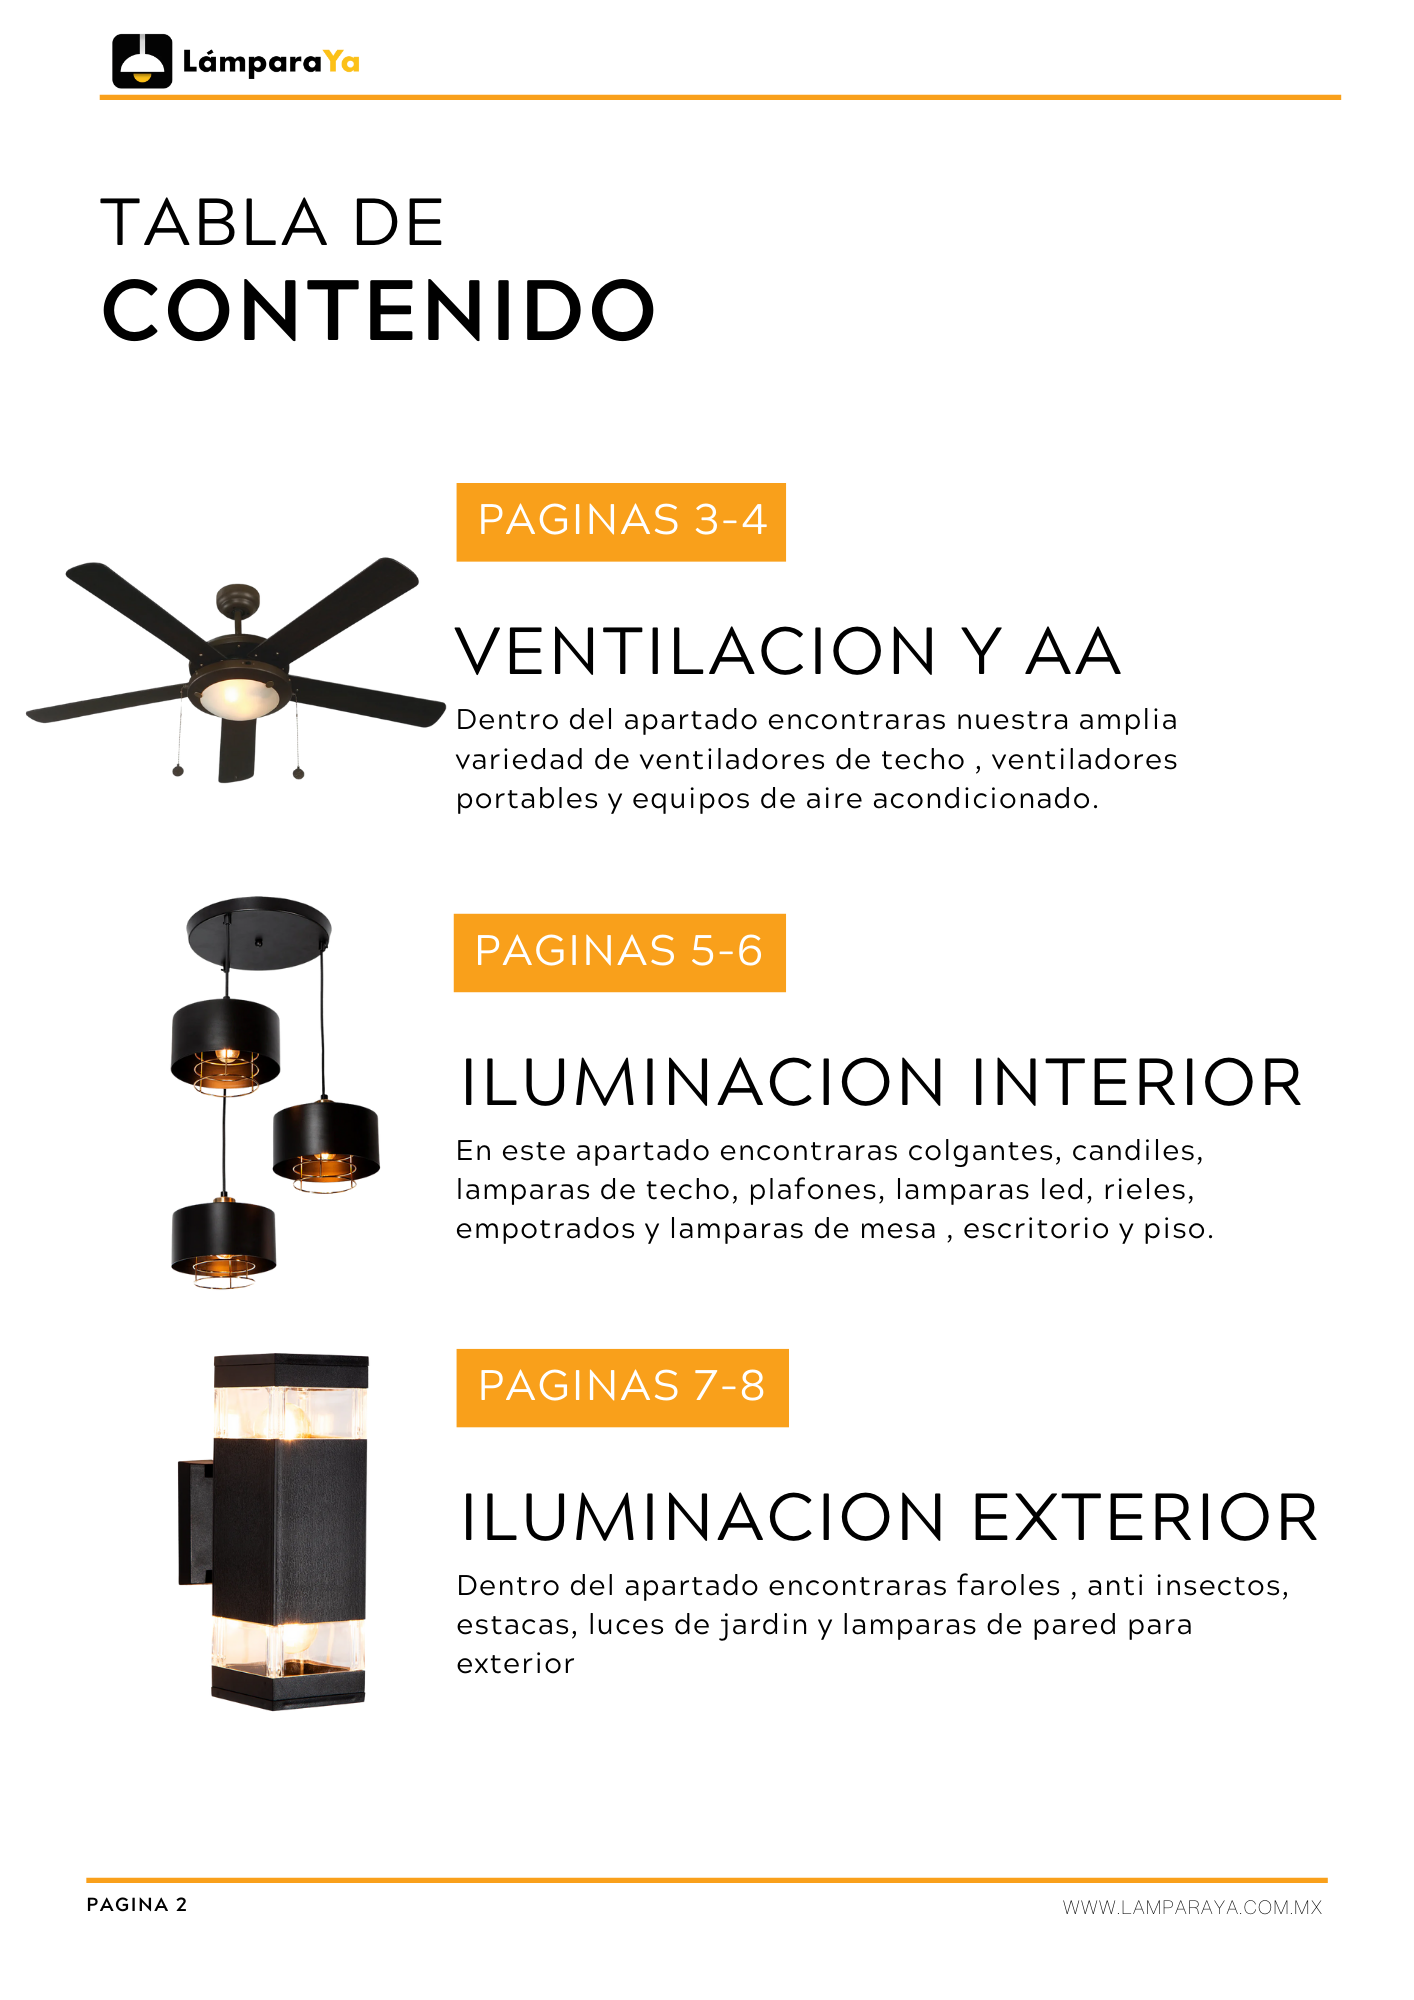 LámparaYa
TABLA DE
CONTENIDO
PAGINAS 3-4
VENTILACION Y AA
Dentro del apartado encontraras nuestra amplia
variedad de ventiladores de techo , ventiladores
portables y equipos de aire acondicionado.
PAGINAS 5-6
ILUMINACION INTERIOR
En este apartado encontraras colgantes, candiles,
lamparas de techo, plafones, lamparas led, rieles,
empotrados y lamparas de mesa , escritorio y piso.
PAGINAS 7-8
ILUMINACION EXTERIOR
Dentro del apartado encontraras faroles , anti insectos,
estacas, luces de jardin y lamparas de pared para
exterior
PAGINA 2
WWW.LAMPARAYA.COM.MX